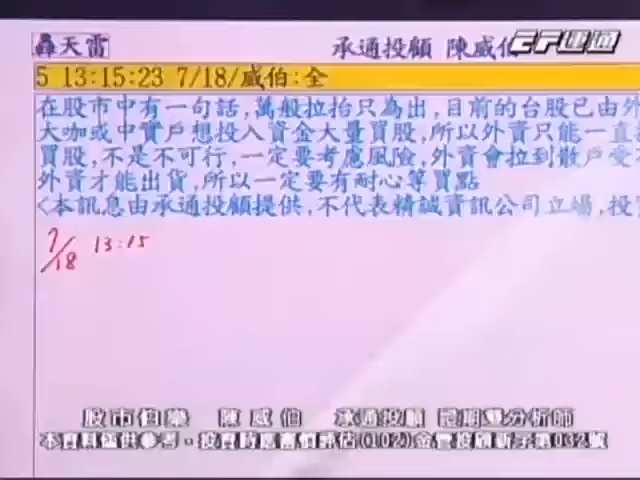 轟天雷
承通投顧 陳威伯
EF運通
5 13:15:23 7/18/威伯:全
在股市中有一句話,萬般拉抬只為出,目前的台股已由外
大咖或中實戶想投入資金大量買股,所以外資只能一直
買股,不是不可行,一定要考慮風險,外資會拉到散戶受不
外資才能出貨,所以一定要有耐心等買點
<本訊息由承通投顧提供,不代表精誠資訊公司立場,投資
7/18 13:15
股市伯樂 陳威伯 承通投顧 證期雙分析師
本資料僅供參考,投資時應審慎評估(102)金管投顧新字第032號